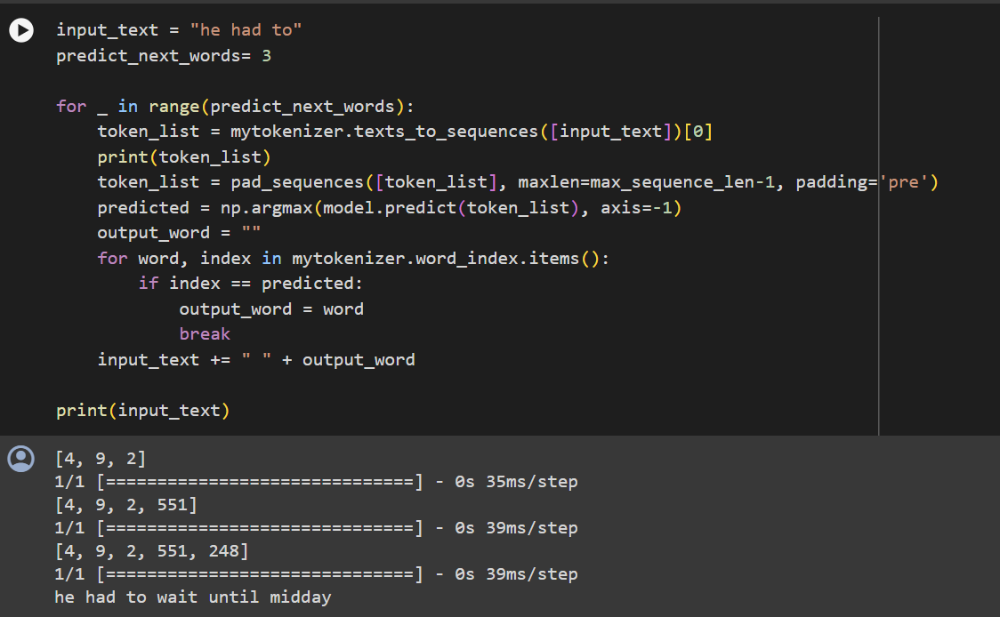 input_text = "he had to"
predict_next_words= 3

for _ in range(predict_next_words):
    token_list = mytokenizer.texts_to_sequences([input_text])[0]
    print(token_list)
    token_list = pad_sequences([token_list], maxlen=max_sequence_len-1, padding='pre')
    predicted = np.argmax(model.predict(token_list), axis=-1)
    output_word = ""
    for word, index in mytokenizer.word_index.items():
        if index == predicted:
            output_word = word
            break
    input_text += " " + output_word

print(input_text)
[4, 9, 2]
1/1 [==============================] - 0s 35ms/step
[4, 9, 2, 551]
1/1 [==============================] - 0s 39ms/step
[4, 9, 2, 551, 248]
1/1 [==============================] - 0s 39ms/step
he had to wait until midday